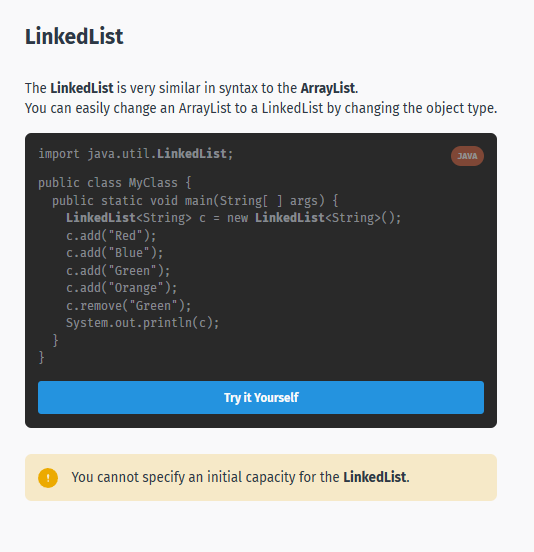 LinkedList
The LinkedList is very similar in syntax to the ArrayList.
You can easily change an ArrayList to a LinkedList by changing the object type.
import java.util.LinkedList;
JAVA
public class MyClass {
  public static void main(String[ ] args) {
    LinkedList<String> c = new LinkedList<String>();
    c.add("Red");
    c.add("Blue");
    c.add("Green");
    c.add("Orange");
    c.remove("Green");
    System.out.println(c);
  }
}
Try it Yourself
! You cannot specify an initial capacity for the LinkedList.